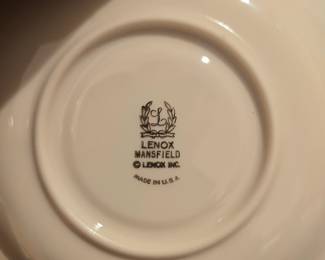 L
LENOX
MANSFIELD
© LENOX INC.
MADE IN U.S.A.